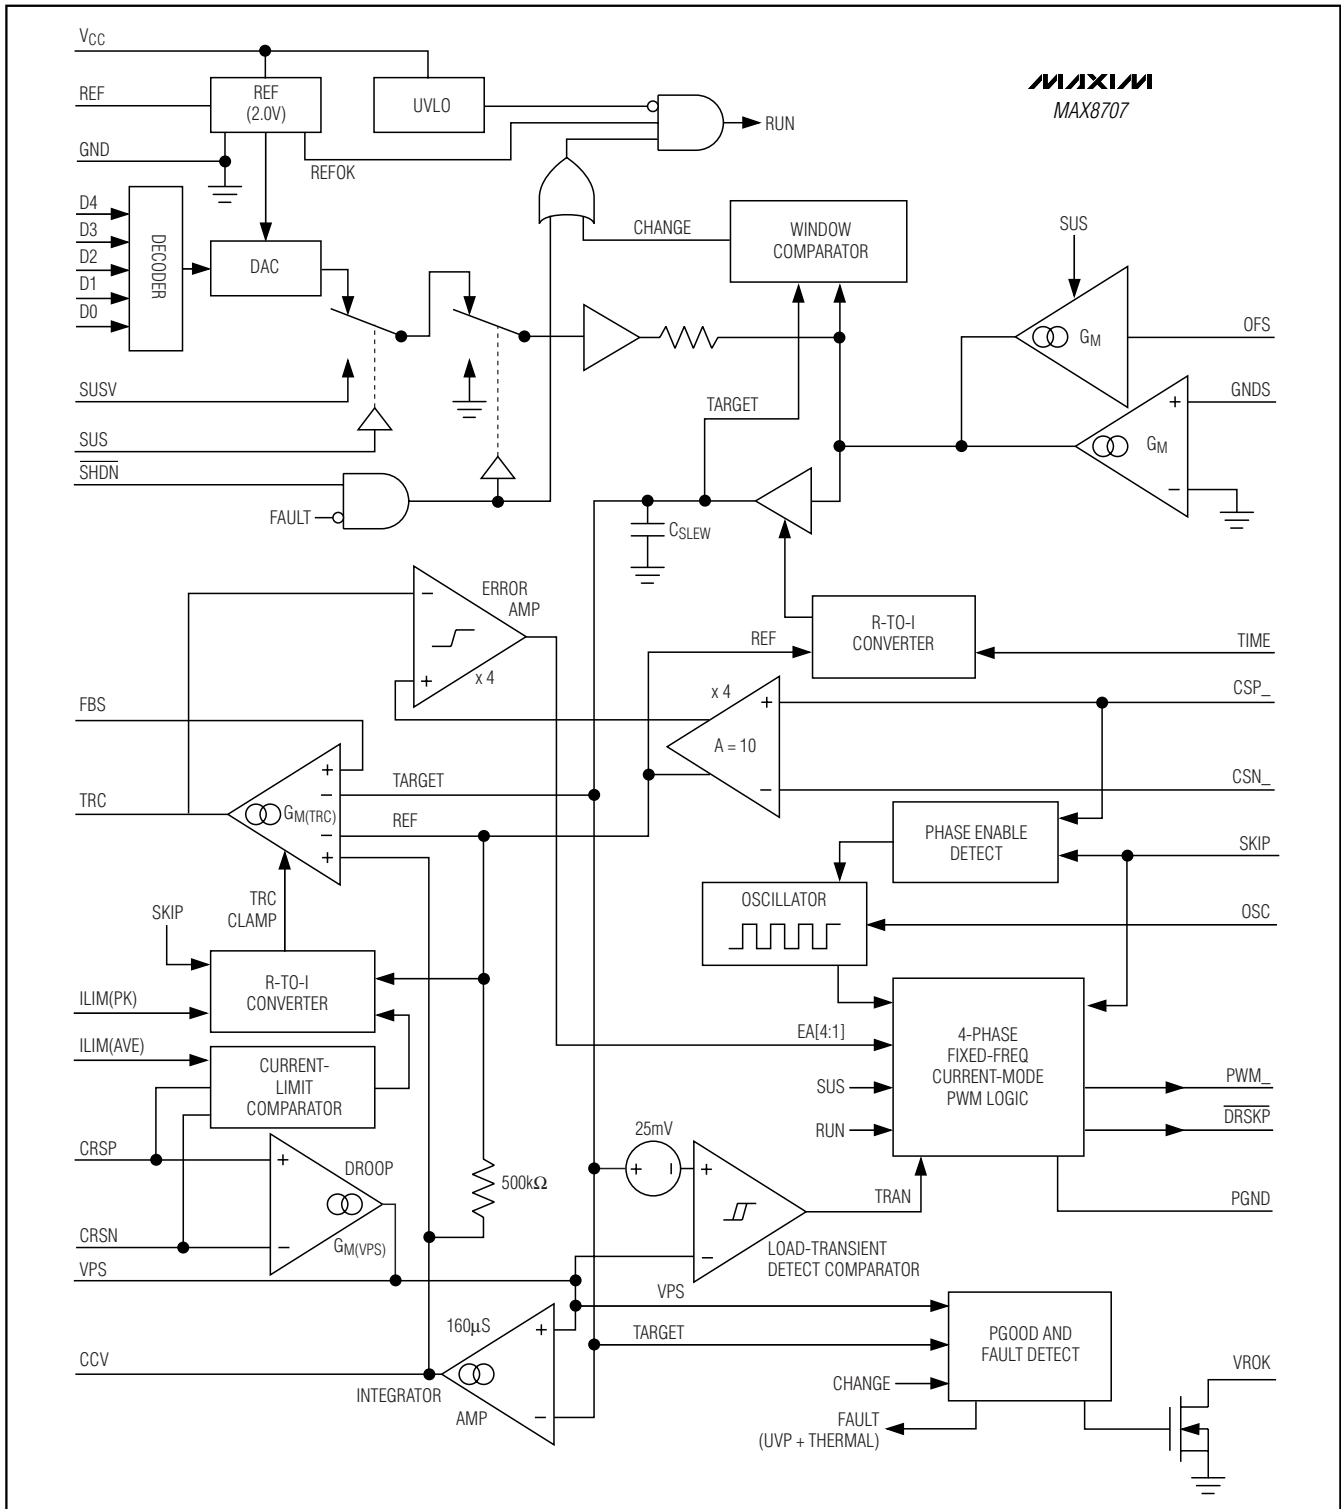 VCC
MAXIM
MAX8707
REF
REF
(2.0V)
UVLO
RUN
GND
REFOK
D4
D3
D2
D1
D0
DECODER
DAC
CHANGE
WINDOW
COMPARATOR
SUS
GM
OFS
SUSV
TARGET
+
GNDS
GM
−
SUS
SHDN
FAULT
CSLEW
−
ERROR
AMP
+
x 4
REF
R-TO-I
CONVERTER
TIME
x 4
+
CSP_
A = 10
−
CSN_
FBS
+
TARGET
−
TRC
GM(TRC)
REF
−
+
PHASE ENABLE
DETECT
SKIP
TRC
CLAMP
SKIP
OSCILLATOR
OSC
R-TO-I
CONVERTER
ILIM(PK)
ILIM(AVE)
CURRENT-
LIMIT
COMPARATOR
EA[4:1]
4-PHASE
FIXED-FREQ
CURRENT-MODE
PWM LOGIC
SUS
RUN
PWM_
DRSKP
CRSP
+
DROOP
GM(VPS)
−
CRSN
500kΩ
25mV
+
−
+
−
TRAN
LOAD-TRANSIENT
DETECT COMPARATOR
PGND
VPS
VPS
160μS
+
TARGET
PGOOD AND
FAULT DETECT
CCV
INTEGRATOR
AMP
−
CHANGE
FAULT
(UVP + THERMAL)
VROK